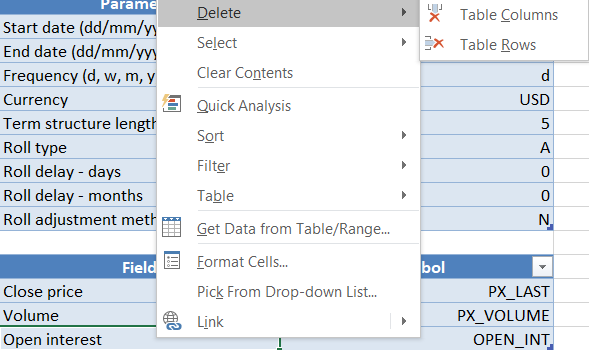 Parame
Start date (dd/mm/yyy
End date (dd/mm/yyy
Frequency (d, w, m, y d
Currency USD
Term structure length 5
Roll type A
Roll delay - days 0
Roll delay - months 0
Roll adjustment meth N
Field bol
Close price PX_LAST
Volume PX_VOLUME
Open interest OPEN_INT
Delete
Select
Clear Contents
Quick Analysis
Sort
Filter
Table
Get Data from Table/Range...
Format Cells...
Pick From Drop-down List...
Link
Table Columns
Table Rows